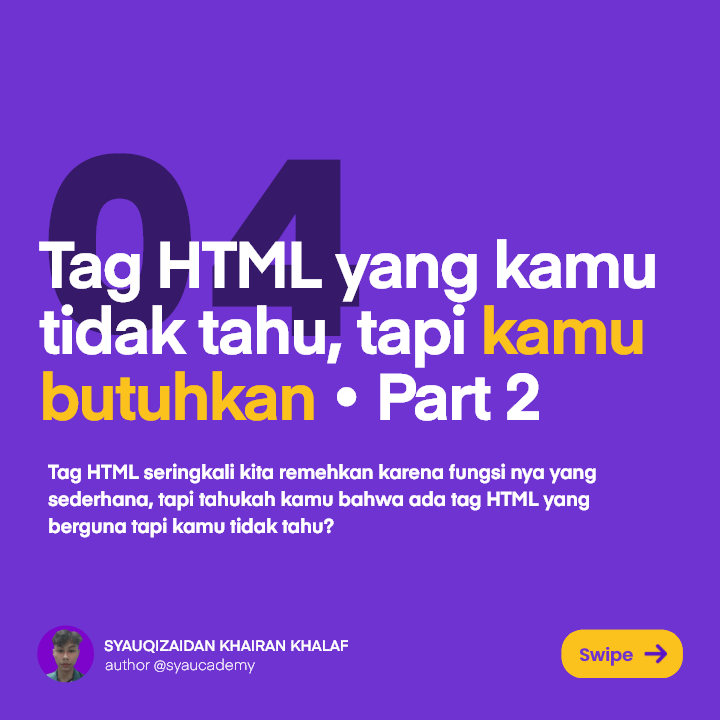 04
Tag HTML yang kamu
tidak tahu, tapi kamu
butuhkan • Part 2
Tag HTML seringkali kita remehkan karena fungsi nya yang
sederhana, tapi tahukah kamu bahwa ada tag HTML yang
berguna tapi kamu tidak tahu?
SYAUQIZAIDAN KHAIRAN KHALAF
author @syaucademy
Swipe →